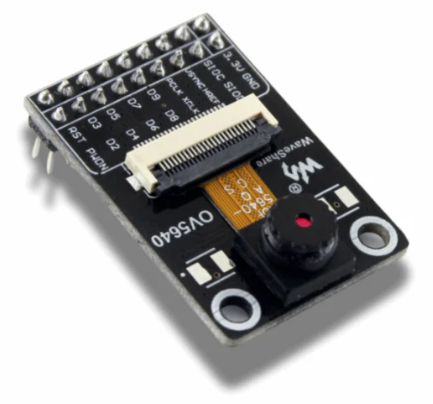 3.3V GND
SIOC SIOD
VSYNC HREF
PCLK XCLK
D9 D8
D7 D6
D5 D4
D3 D2
RST PWDN
WaveShare
®
5640-
OV5640